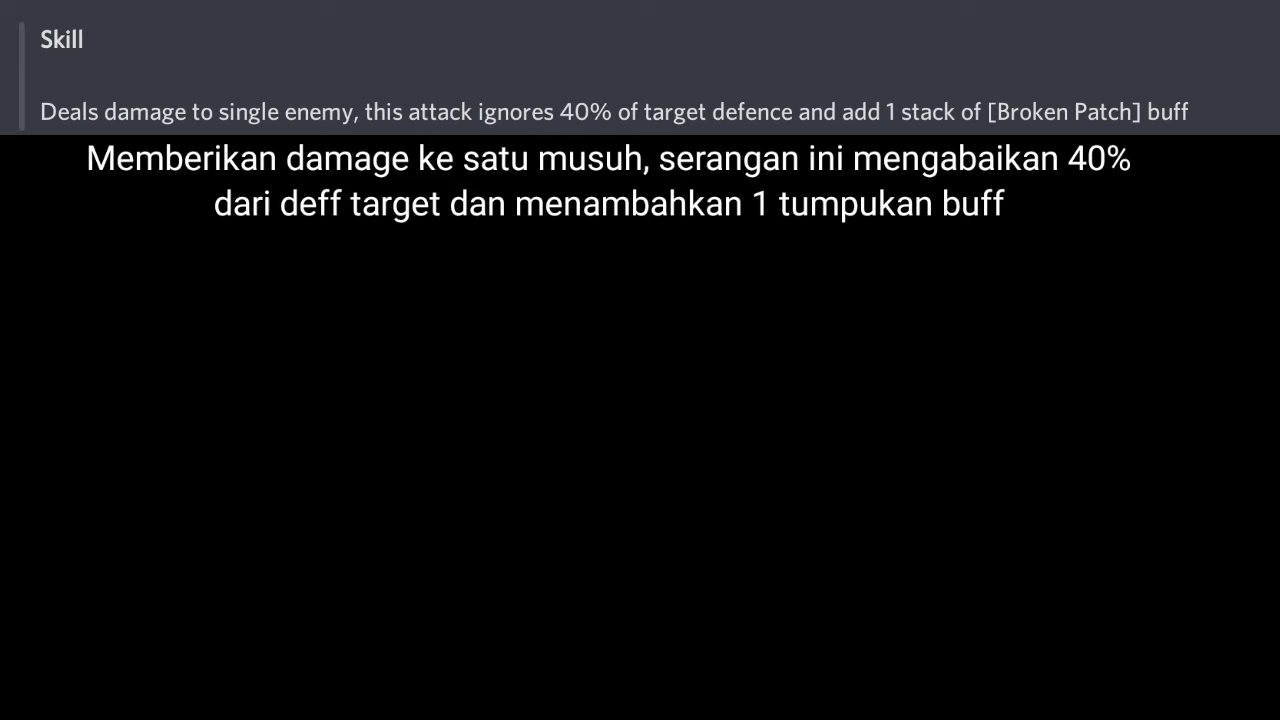 Skill
Deals damage to single enemy, this attack ignores 40% of target defence and add 1 stack of [Broken Patch] buff
Memberikan damage ke satu musuh, serangan ini mengabaikan 40%
dari deff target dan menambahkan 1 tumpukan buff